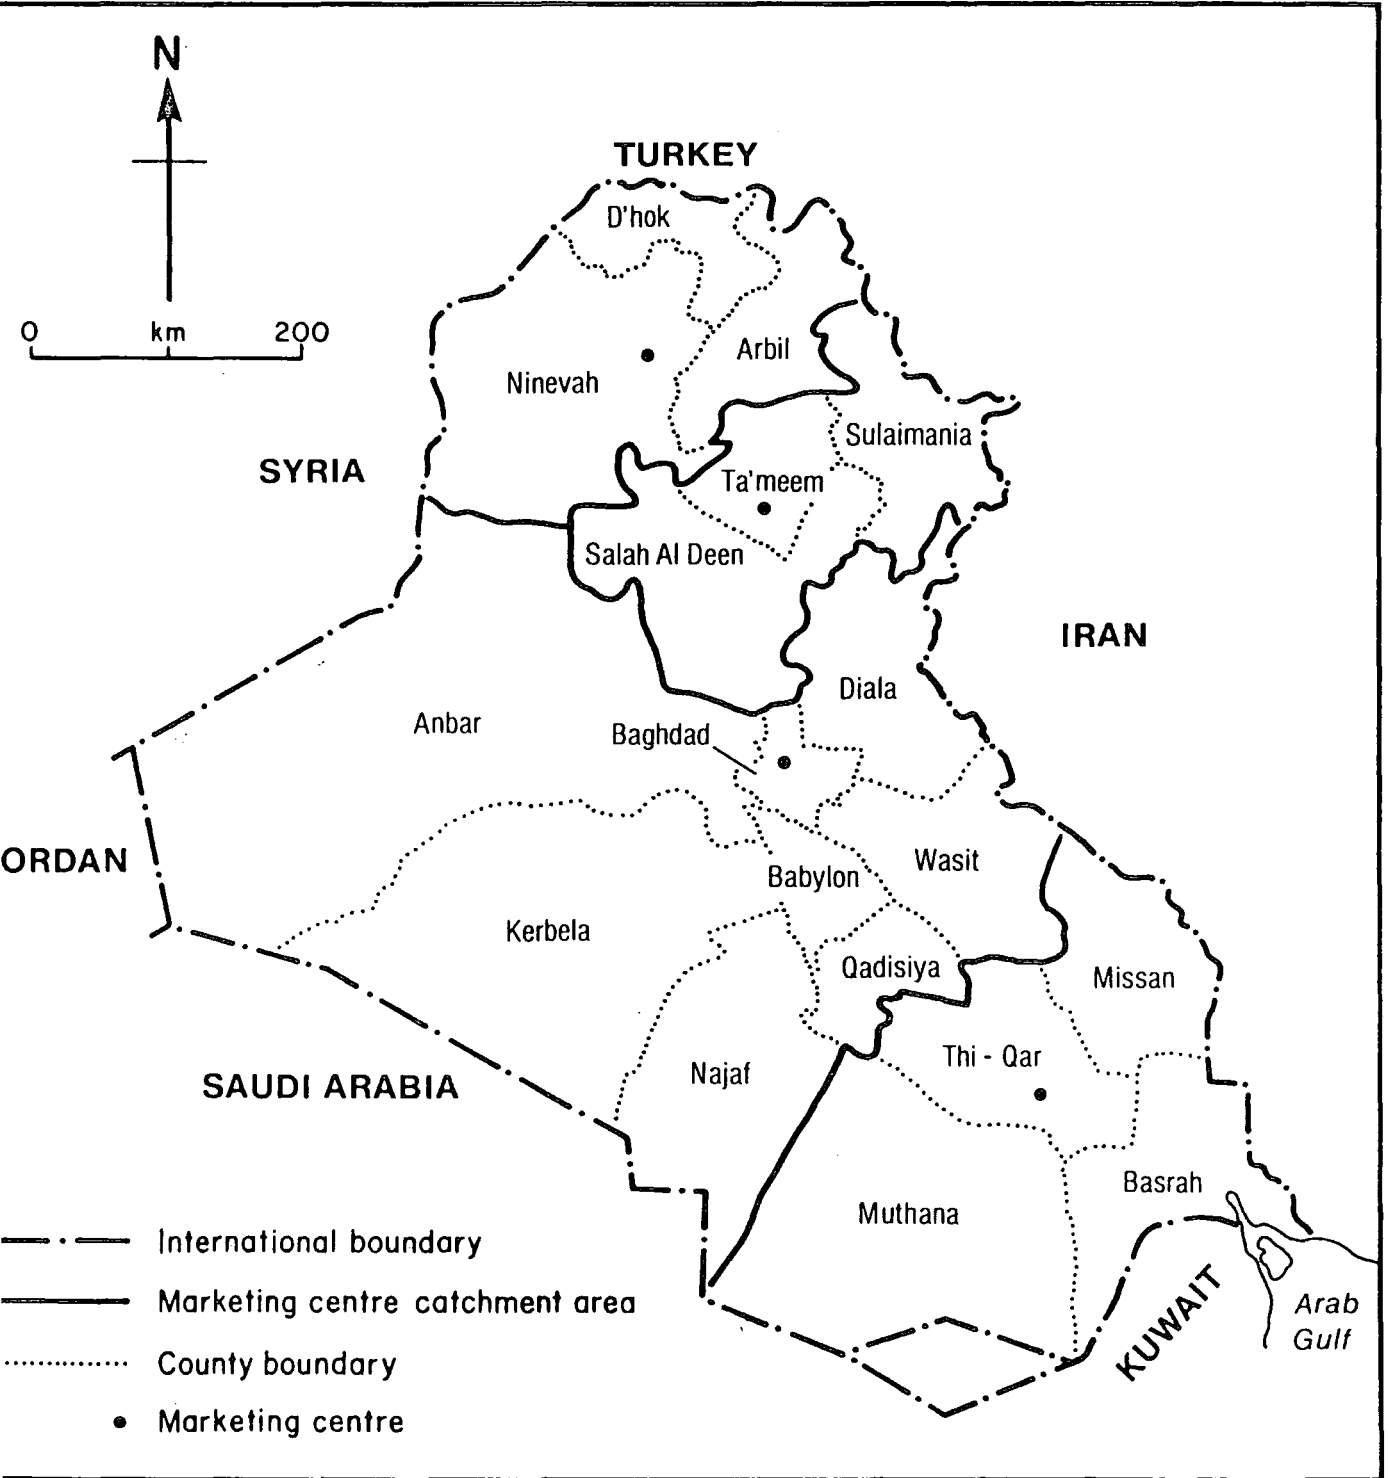 N
TURKEY
D'hok
0 km 200
Arbil
Ninevah
Sulaimania
SYRIA
Ta'meem
Salah Al Deen
IRAN
Diala
Anbar
Baghdad
ORDAN
Wasit
Babylon
Kerbela
Qadisiya
Missan
Thi - Qar
Najaf
SAUDI ARABIA
Basrah
Muthana
KUWAIT
Arab
Gulf
International boundary
Marketing centre catchment area
County boundary
Marketing centre